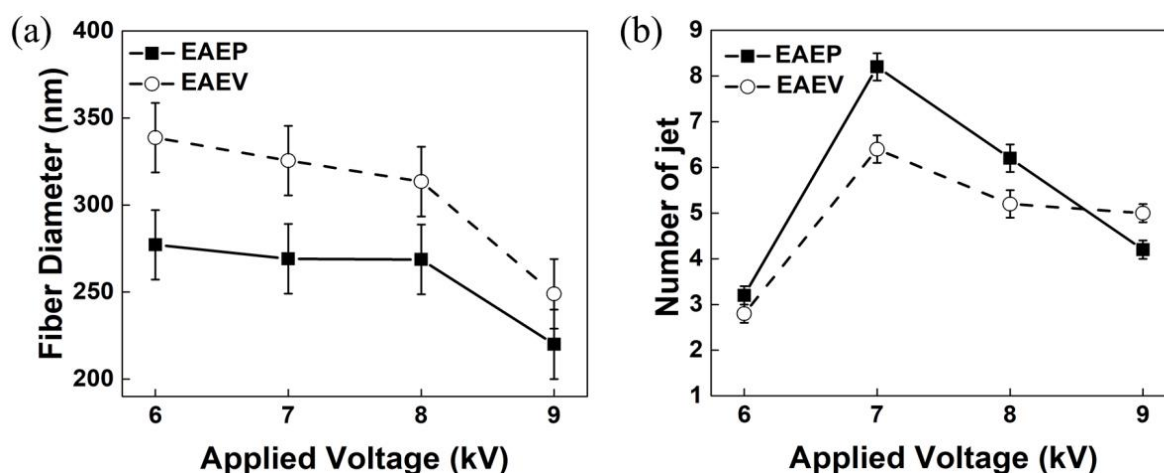 (a)
400
350
300
250
200
Fiber Diameter (nm)
EAEP
EAEV
6 7 8 9
Applied Voltage (kV)
(b)
9
8
7
6
5
4
3
2
1
Number of jet
EAEP
EAEV
6 7 8 9
Applied Voltage (kV)